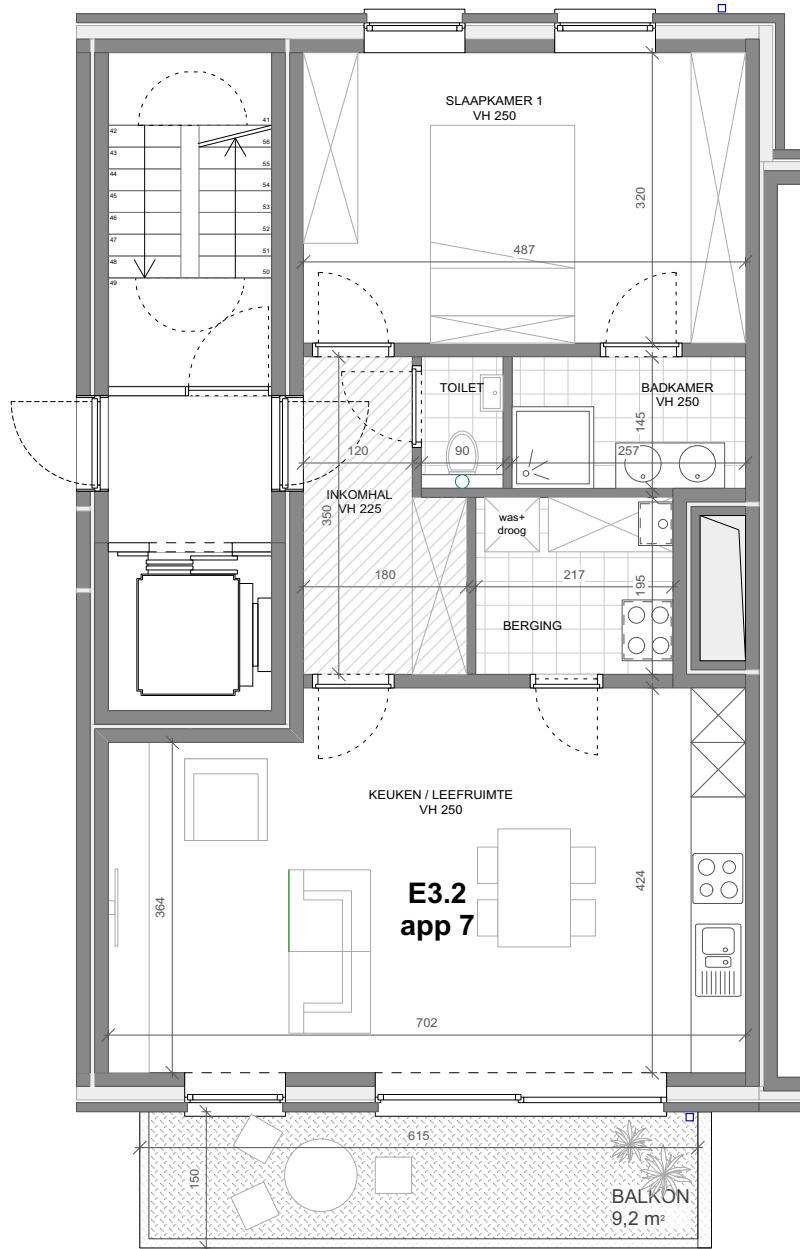 SLAAPKAMER 1
VH 250
320
487
41
42
56
43
55
44
54
45
53
46
52
47
51
48
50
49
TOILET
BADKAMER
VH 250
145
120
90
257
INKOMHAL
VH 225
350
was+
droog
180
217
195
BERGING
KEUKEN / LEEFRUIMTE
VH 250
E3.2
app 7
364
424
702
615
150
BALKON
9,2 m²